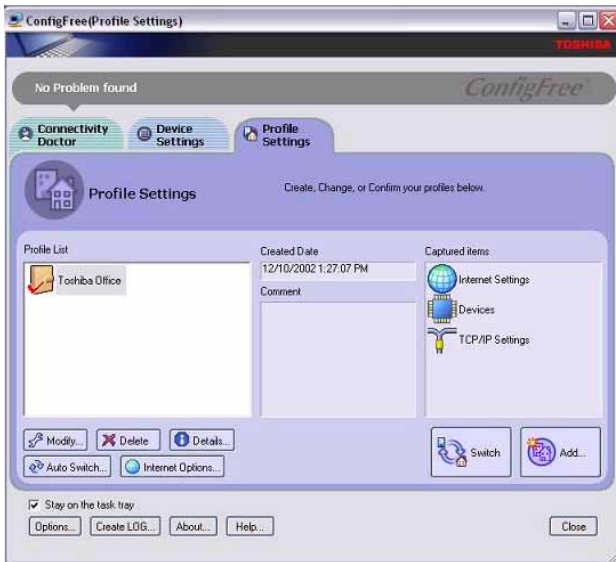 ConfigFree(Profile Settings)
TOSHIBA
No Problem found
ConfigFree
Connectivity
Doctor
Device
Settings
Profile
Settings
Profile Settings
Create, Change, or Confirm your profiles below.
Profile List
Toshiba Office
Created Date
12/10/2002 1:27:07 PM
Comment
Captured items
Internet Settings
Devices
TCP/IP Settings
Modify...
Delete
Details...
Auto Switch...
Internet Options...
Switch
Add...
Stay on the task tray
Options...
Create LOG...
About...
Help...
Close